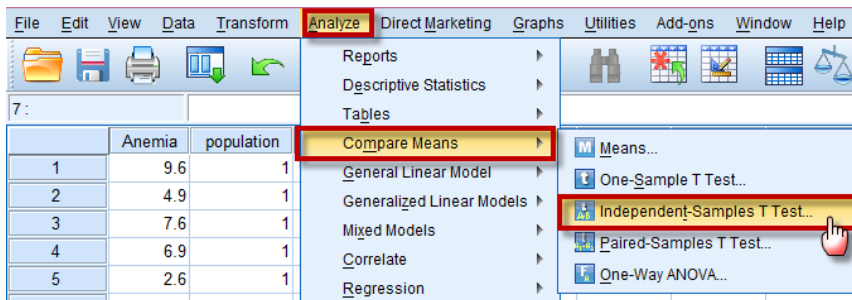 File Edit View Data Transform Analyze Direct Marketing Graphs Utilities Add-ons Window Help
Reports
Descriptive Statistics
7 :
Tables
Anemia population
Compare Means
M Means...
1 9.6 1
General Linear Model
t One-Sample T Test...
2 4.9 1
Generalized Linear Models
Independent-Samples T Test...
3 7.6 1
Mixed Models
Paired-Samples T Test...
4 6.9 1
Correlate
One-Way ANOVA...
5 2.6 1
Regression